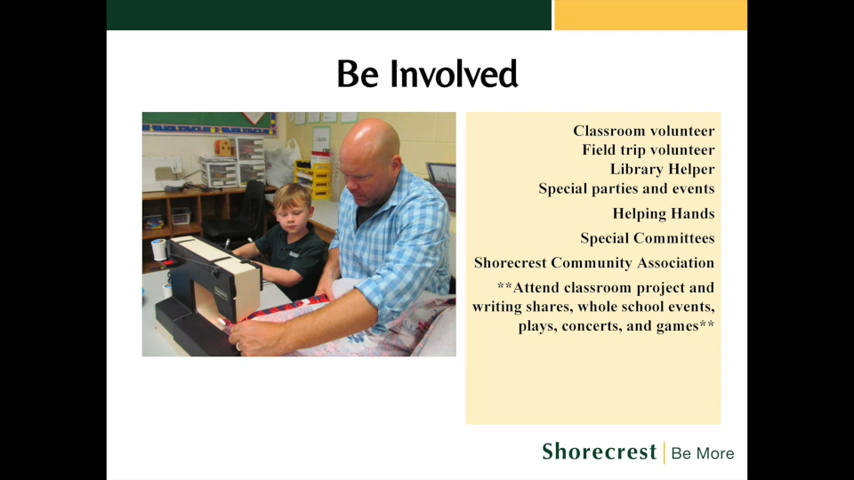 Be Involved
Classroom volunteer
Field trip volunteer
Library Helper
Special parties and events
Helping Hands
Special Committees
Shorecrest Community Association
**Attend classroom project and
writing shares, whole school events,
plays, concerts, and games**
Shorecrest | Be More